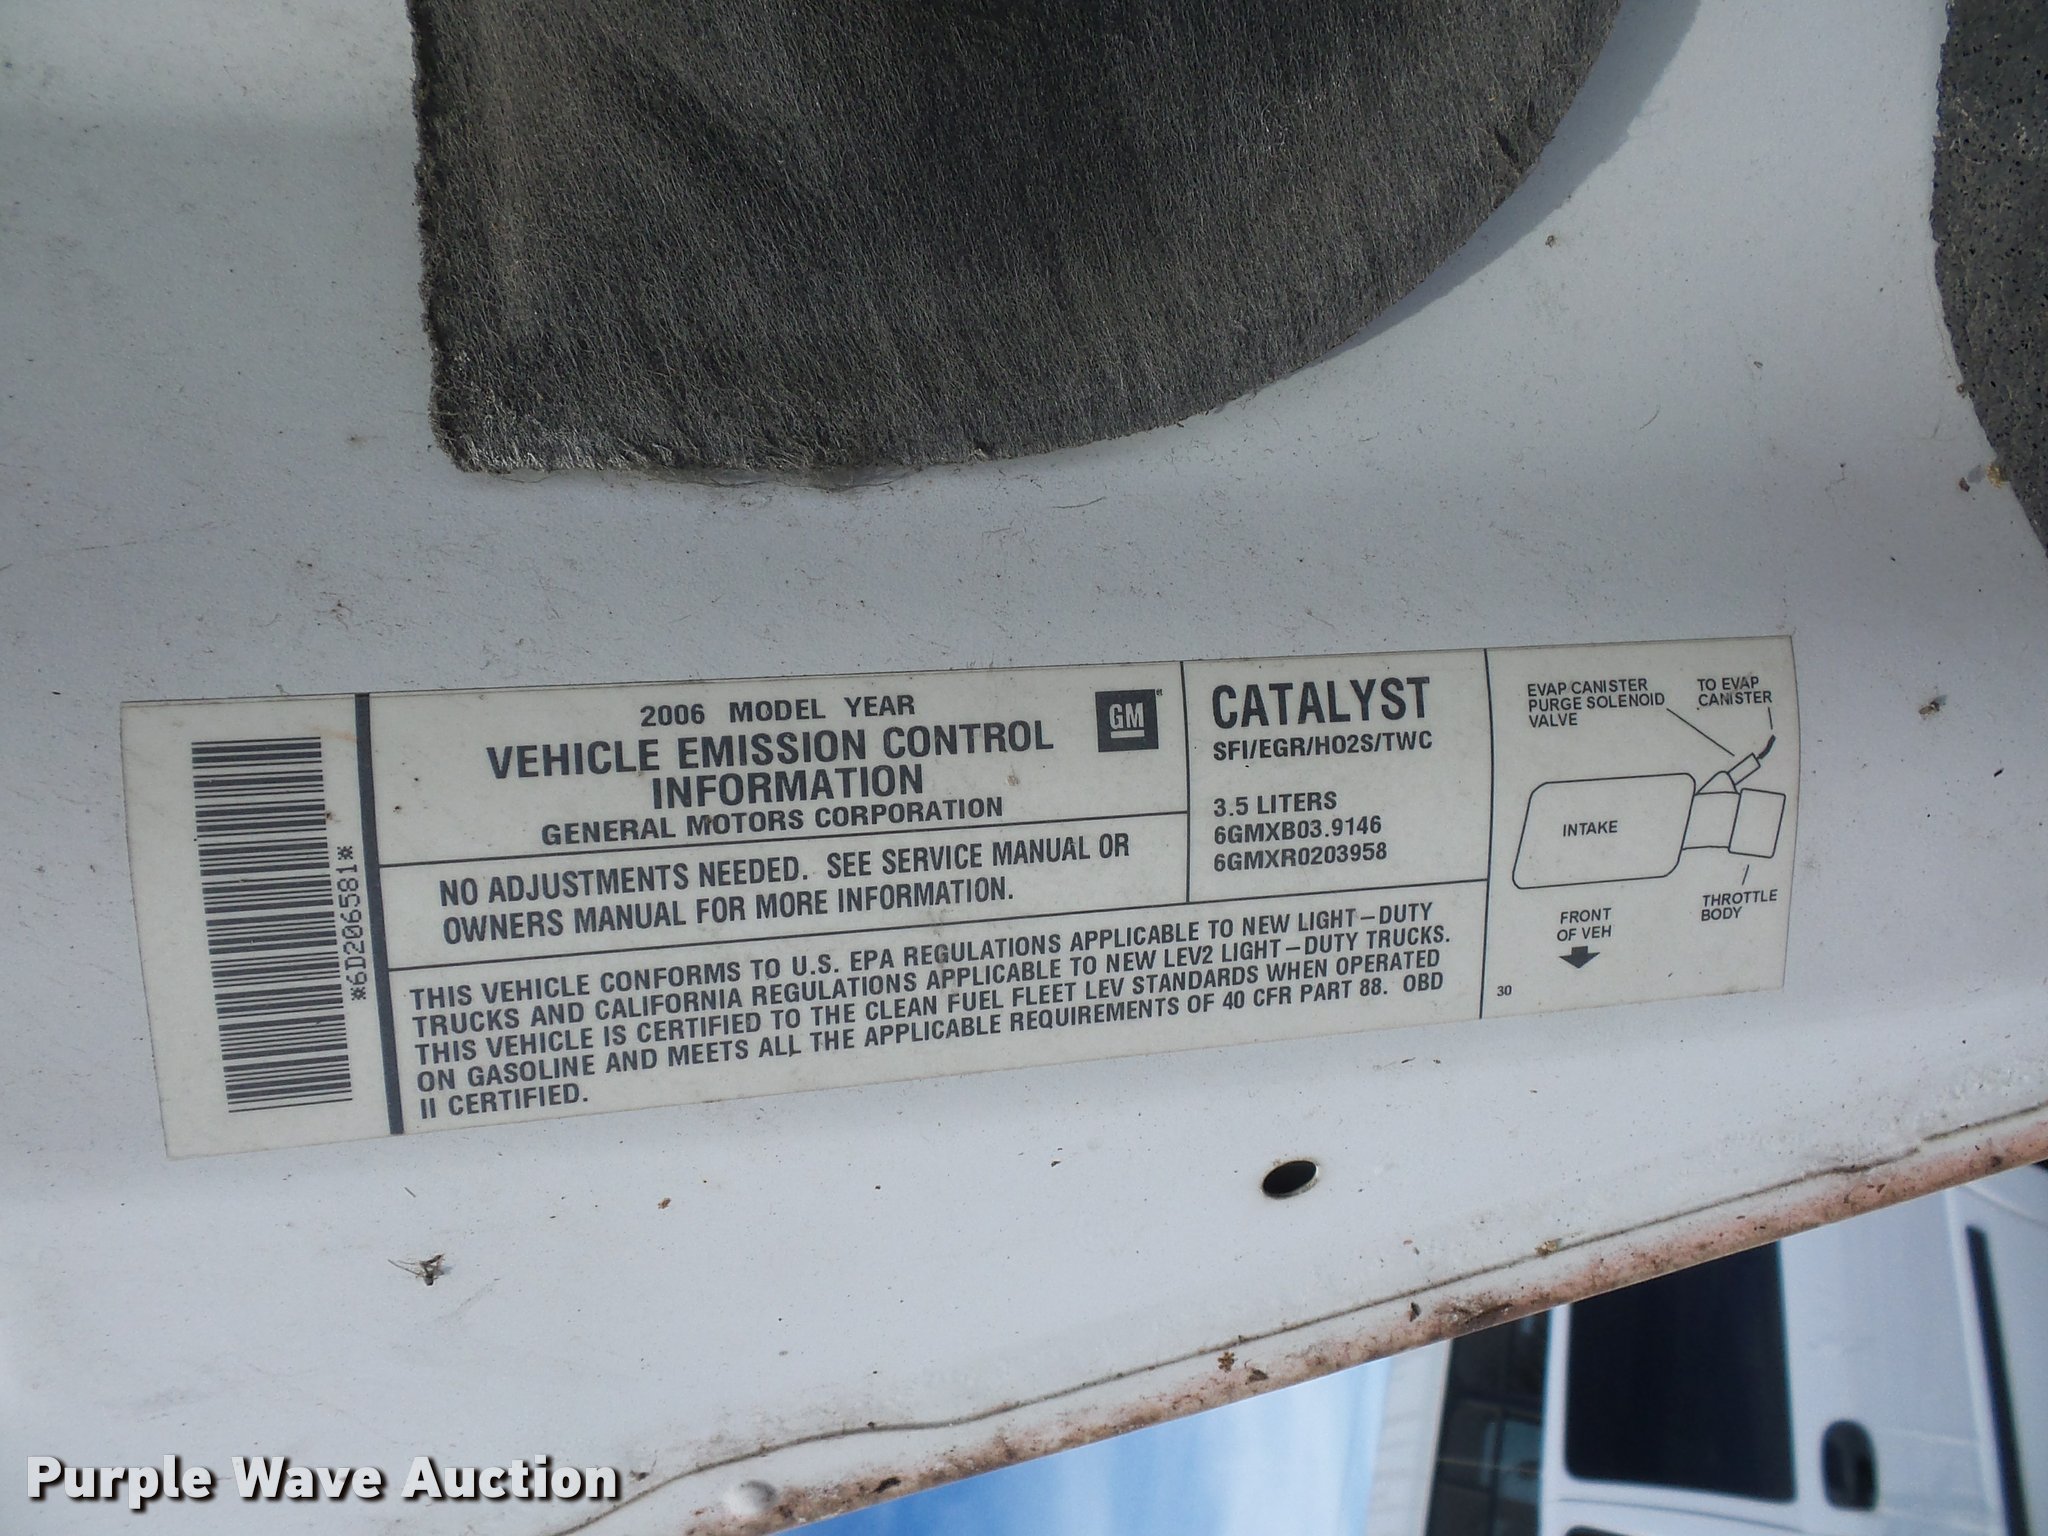 *6D206581*
2006 MODEL YEAR
VEHICLE EMISSION CONTROL
INFORMATION
GENERAL MOTORS CORPORATION
GM
NO ADJUSTMENTS NEEDED. SEE SERVICE MANUAL OR
OWNERS MANUAL FOR MORE INFORMATION.
CATALYST
SFI/EGR/HO2S/TWC
3.5 LITERS
6GMXB03.9146
6GMXR0203958
THIS VEHICLE CONFORMS TO U.S. EPA REGULATIONS APPLICABLE TO NEW LIGHT-DUTY
TRUCKS AND CALIFORNIA REGULATIONS APPLICABLE TO NEW LEV2 LIGHT-DUTY TRUCKS.
THIS VEHICLE IS CERTIFIED TO THE CLEAN FUEL FLEET LEV STANDARDS WHEN OPERATED
ON GASOLINE AND MEETS ALL THE APPLICABLE REQUIREMENTS OF 40 CFR PART 88. OBD
II CERTIFIED.
EVAP CANISTER
PURGE SOLENOID
VALVE
TO EVAP
CANISTER
INTAKE
THROTTLE
BODY
FRONT
OF VEH
30
Purple Wave Auction